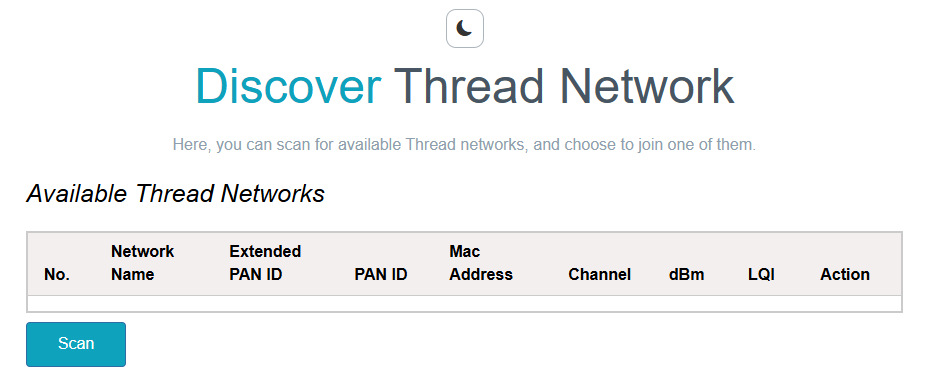 Discover Thread Network
Here, you can scan for available Thread networks, and choose to join one of them.
Available Thread Networks
No. Network Name Extended PAN ID PAN ID Mac Address Channel dBm LQI Action
Scan